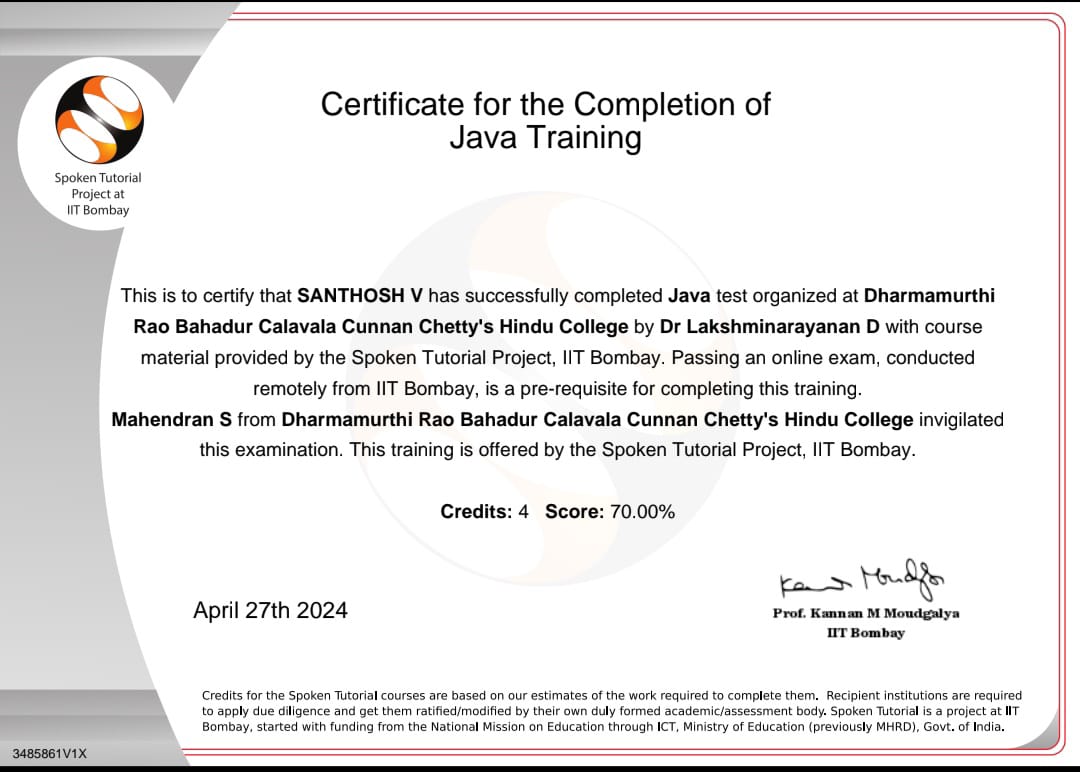 Spoken Tutorial
Project at
IIT Bombay
Certificate for the Completion of
Java Training
This is to certify that SANTHOSH V has successfully completed Java test organized at Dharmamurthi
Rao Bahadur Calavala Cunnan Chetty's Hindu College by Dr Lakshminarayanan D with course
material provided by the Spoken Tutorial Project, IIT Bombay. Passing an online exam, conducted
remotely from IIT Bombay, is a pre-requisite for completing this training.
Mahendran S from Dharmamurthi Rao Bahadur Calavala Cunnan Chetty's Hindu College invigilated
this examination. This training is offered by the Spoken Tutorial Project, IIT Bombay.
Credits: 4 Score: 70.00%
April 27th 2024
Prof. Kannan M Moudgalya
IIT Bombay
Credits for the Spoken Tutorial courses are based on our estimates of the work required to complete them. Recipient institutions are required
to apply due diligence and get them ratified/modified by their own duly formed academic/assessment body. Spoken Tutorial is a project at IIT
Bombay, started with funding from the National Mission on Education through ICT, Ministry of Education (previously MHRD), Govt. of India.
3485861V1X